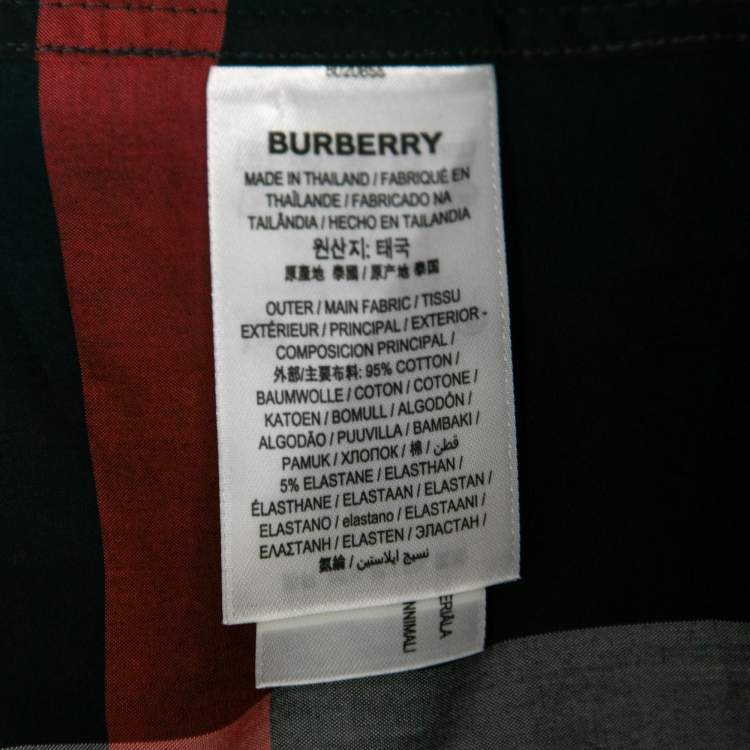 BURBERRY
MADE IN THAILAND / FABRIQUÉ EN
THAÏLANDE / FABRICADO NA
TAILÂNDIA / HECHO EN TAILANDIA
원산지: 태국
原產地 泰國 / 原产地 泰国
OUTER / MAIN FABRIC / TISSU
EXTÉRIEUR / PRINCIPAL / EXTERIOR -
COMPOSICION PRINCIPAL /
外部/主要布料: 95% COTTON /
BAUMWOLLE / COTON / COTONE /
KATOEN / BOMULL / ALGODÓN /
ALGODÃO / PUUVILLA / BAMBAKI /
PAMUK / ХЛОПОК / 棉 / قطن /
5% ELASTANE / ELASTHAN /
ÉLASTHANE / ELASTAAN / ELASTAN /
ELASTANO / elastano / ELASTAANI /
ΕΛΑΣΤΑΝΗ / ELASTEN / ЭЛАСТАН /
氨綸 / نسيج ايلاستين
ERIĀLA
NNIMALI